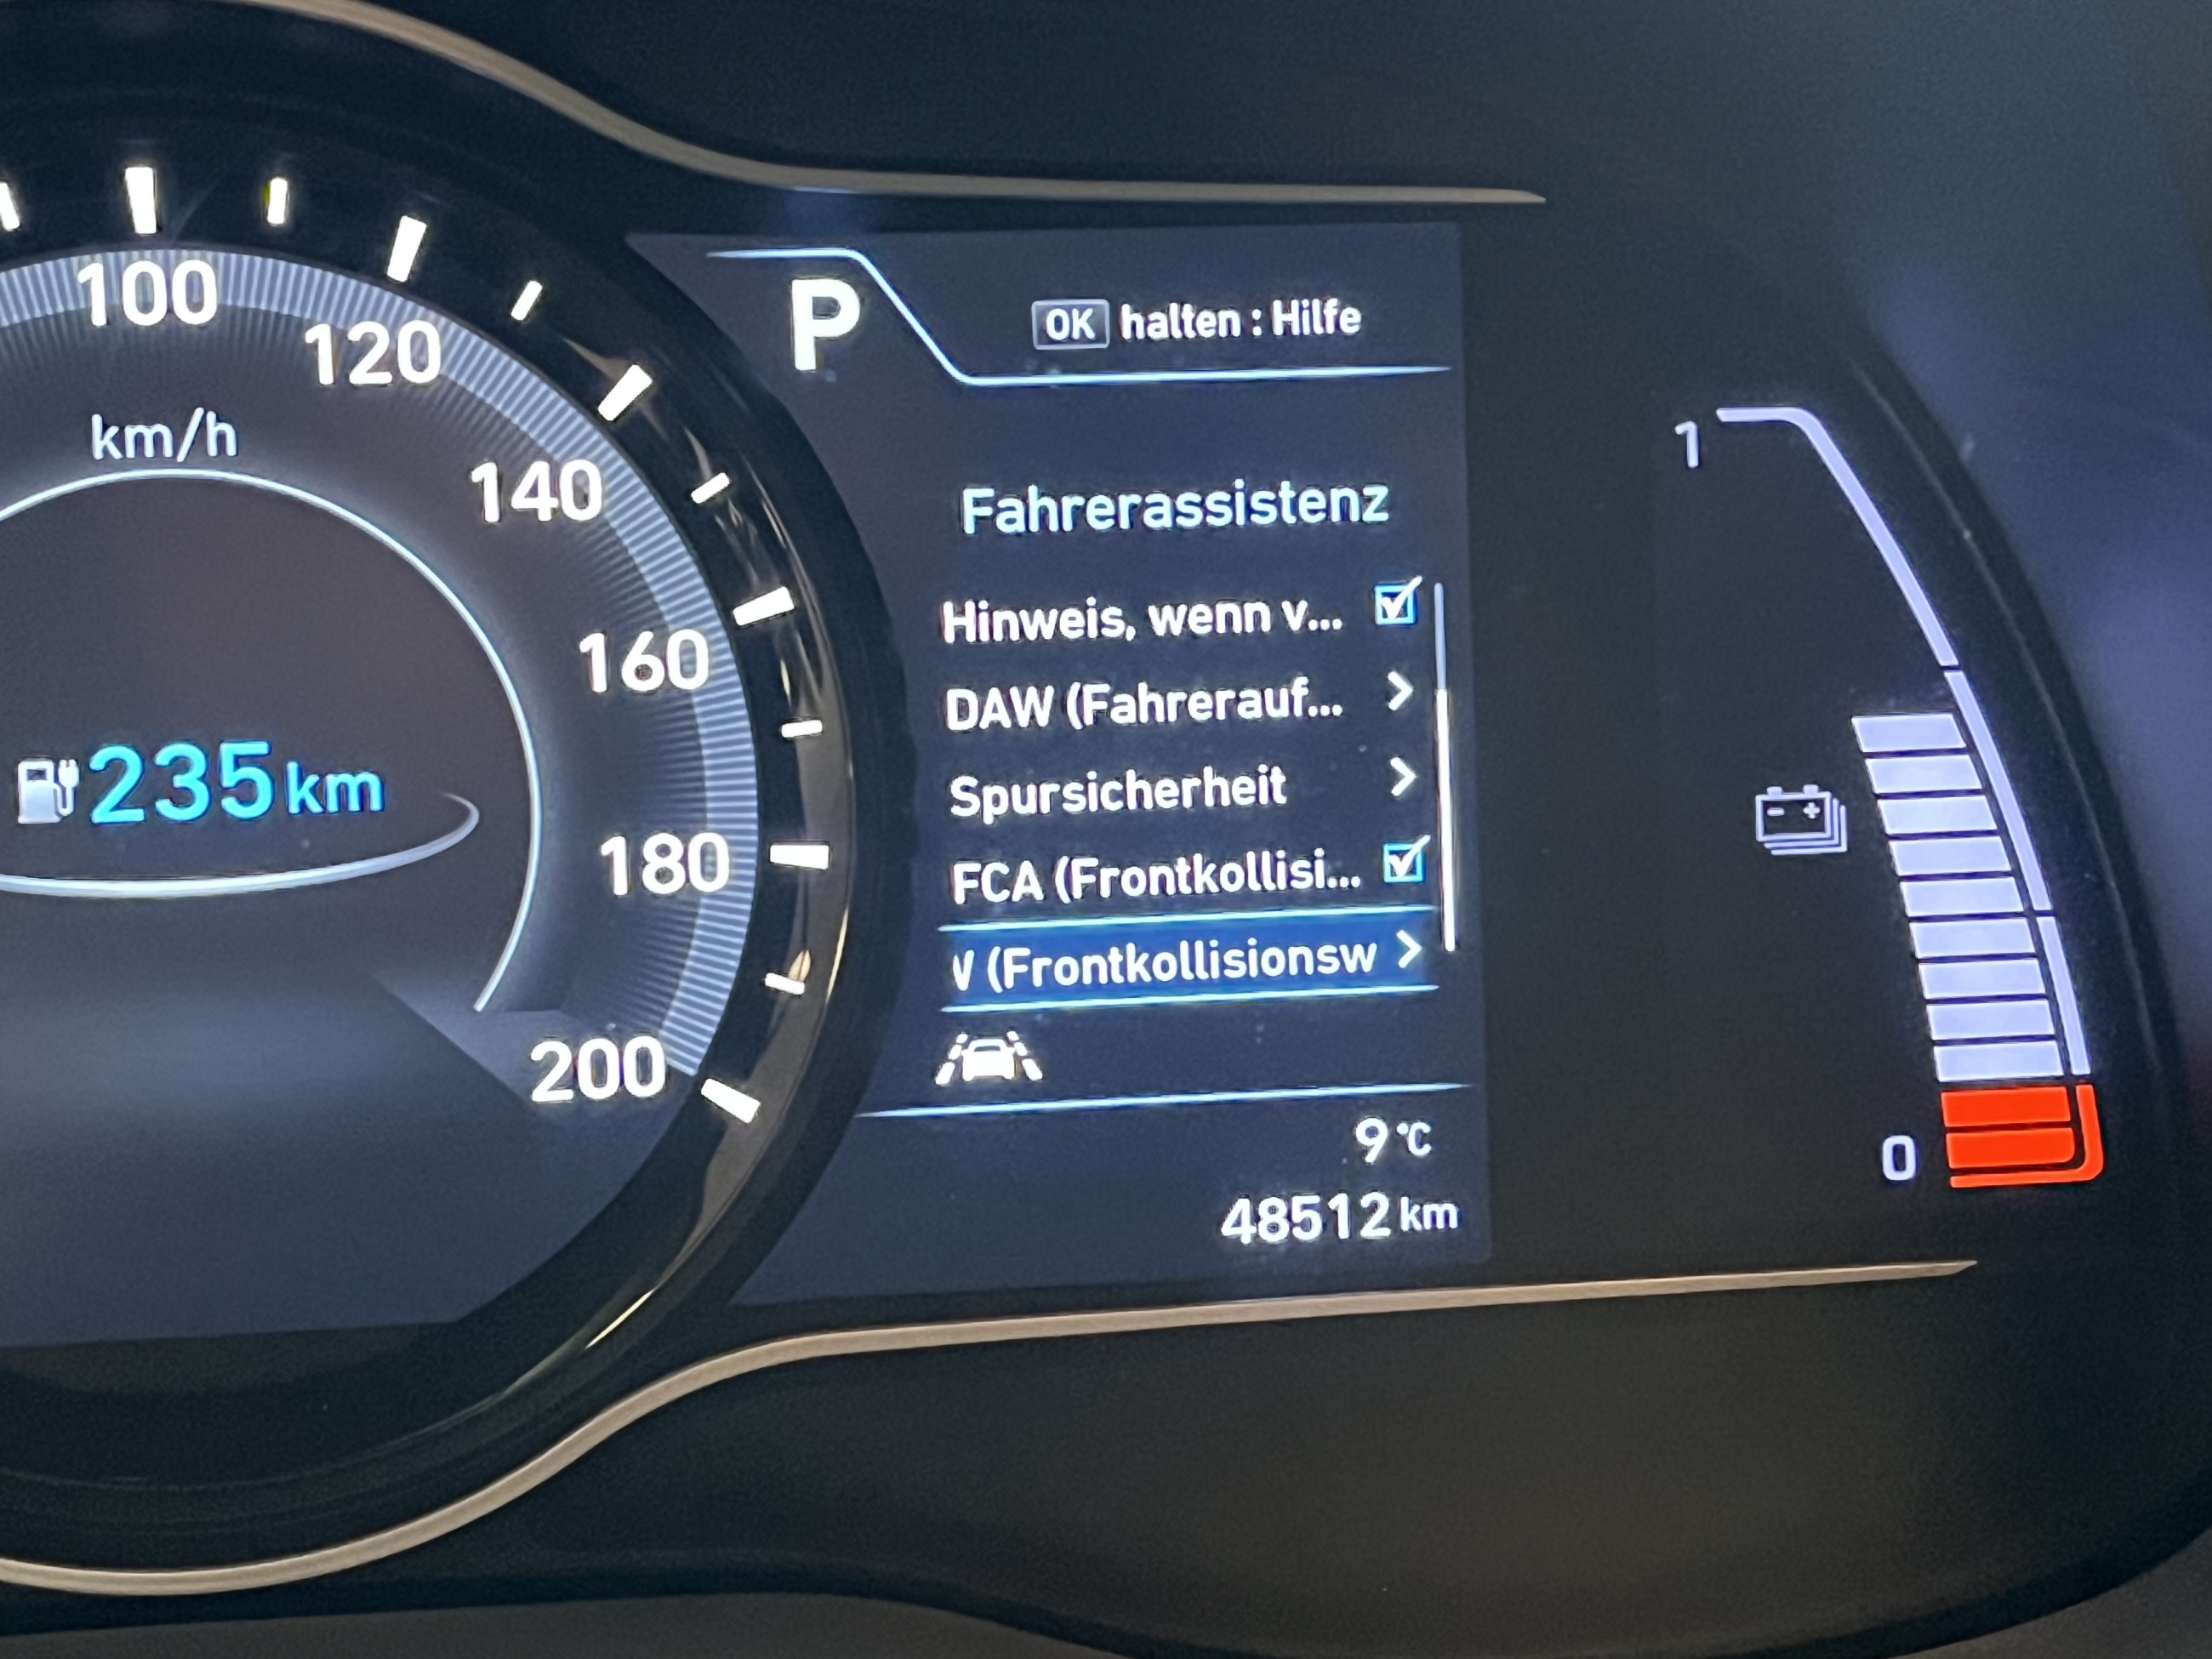 100
120
km/h
140
160
235 km
180
200
P
OK halten : Hilfe
Fahrerassistenz
Hinweis, wenn v...
DAW (Fahrerauf...
Spursicherheit
FCA (Frontkollisi...
(Frontkollisionsw
9 °C
48512 km
1
0